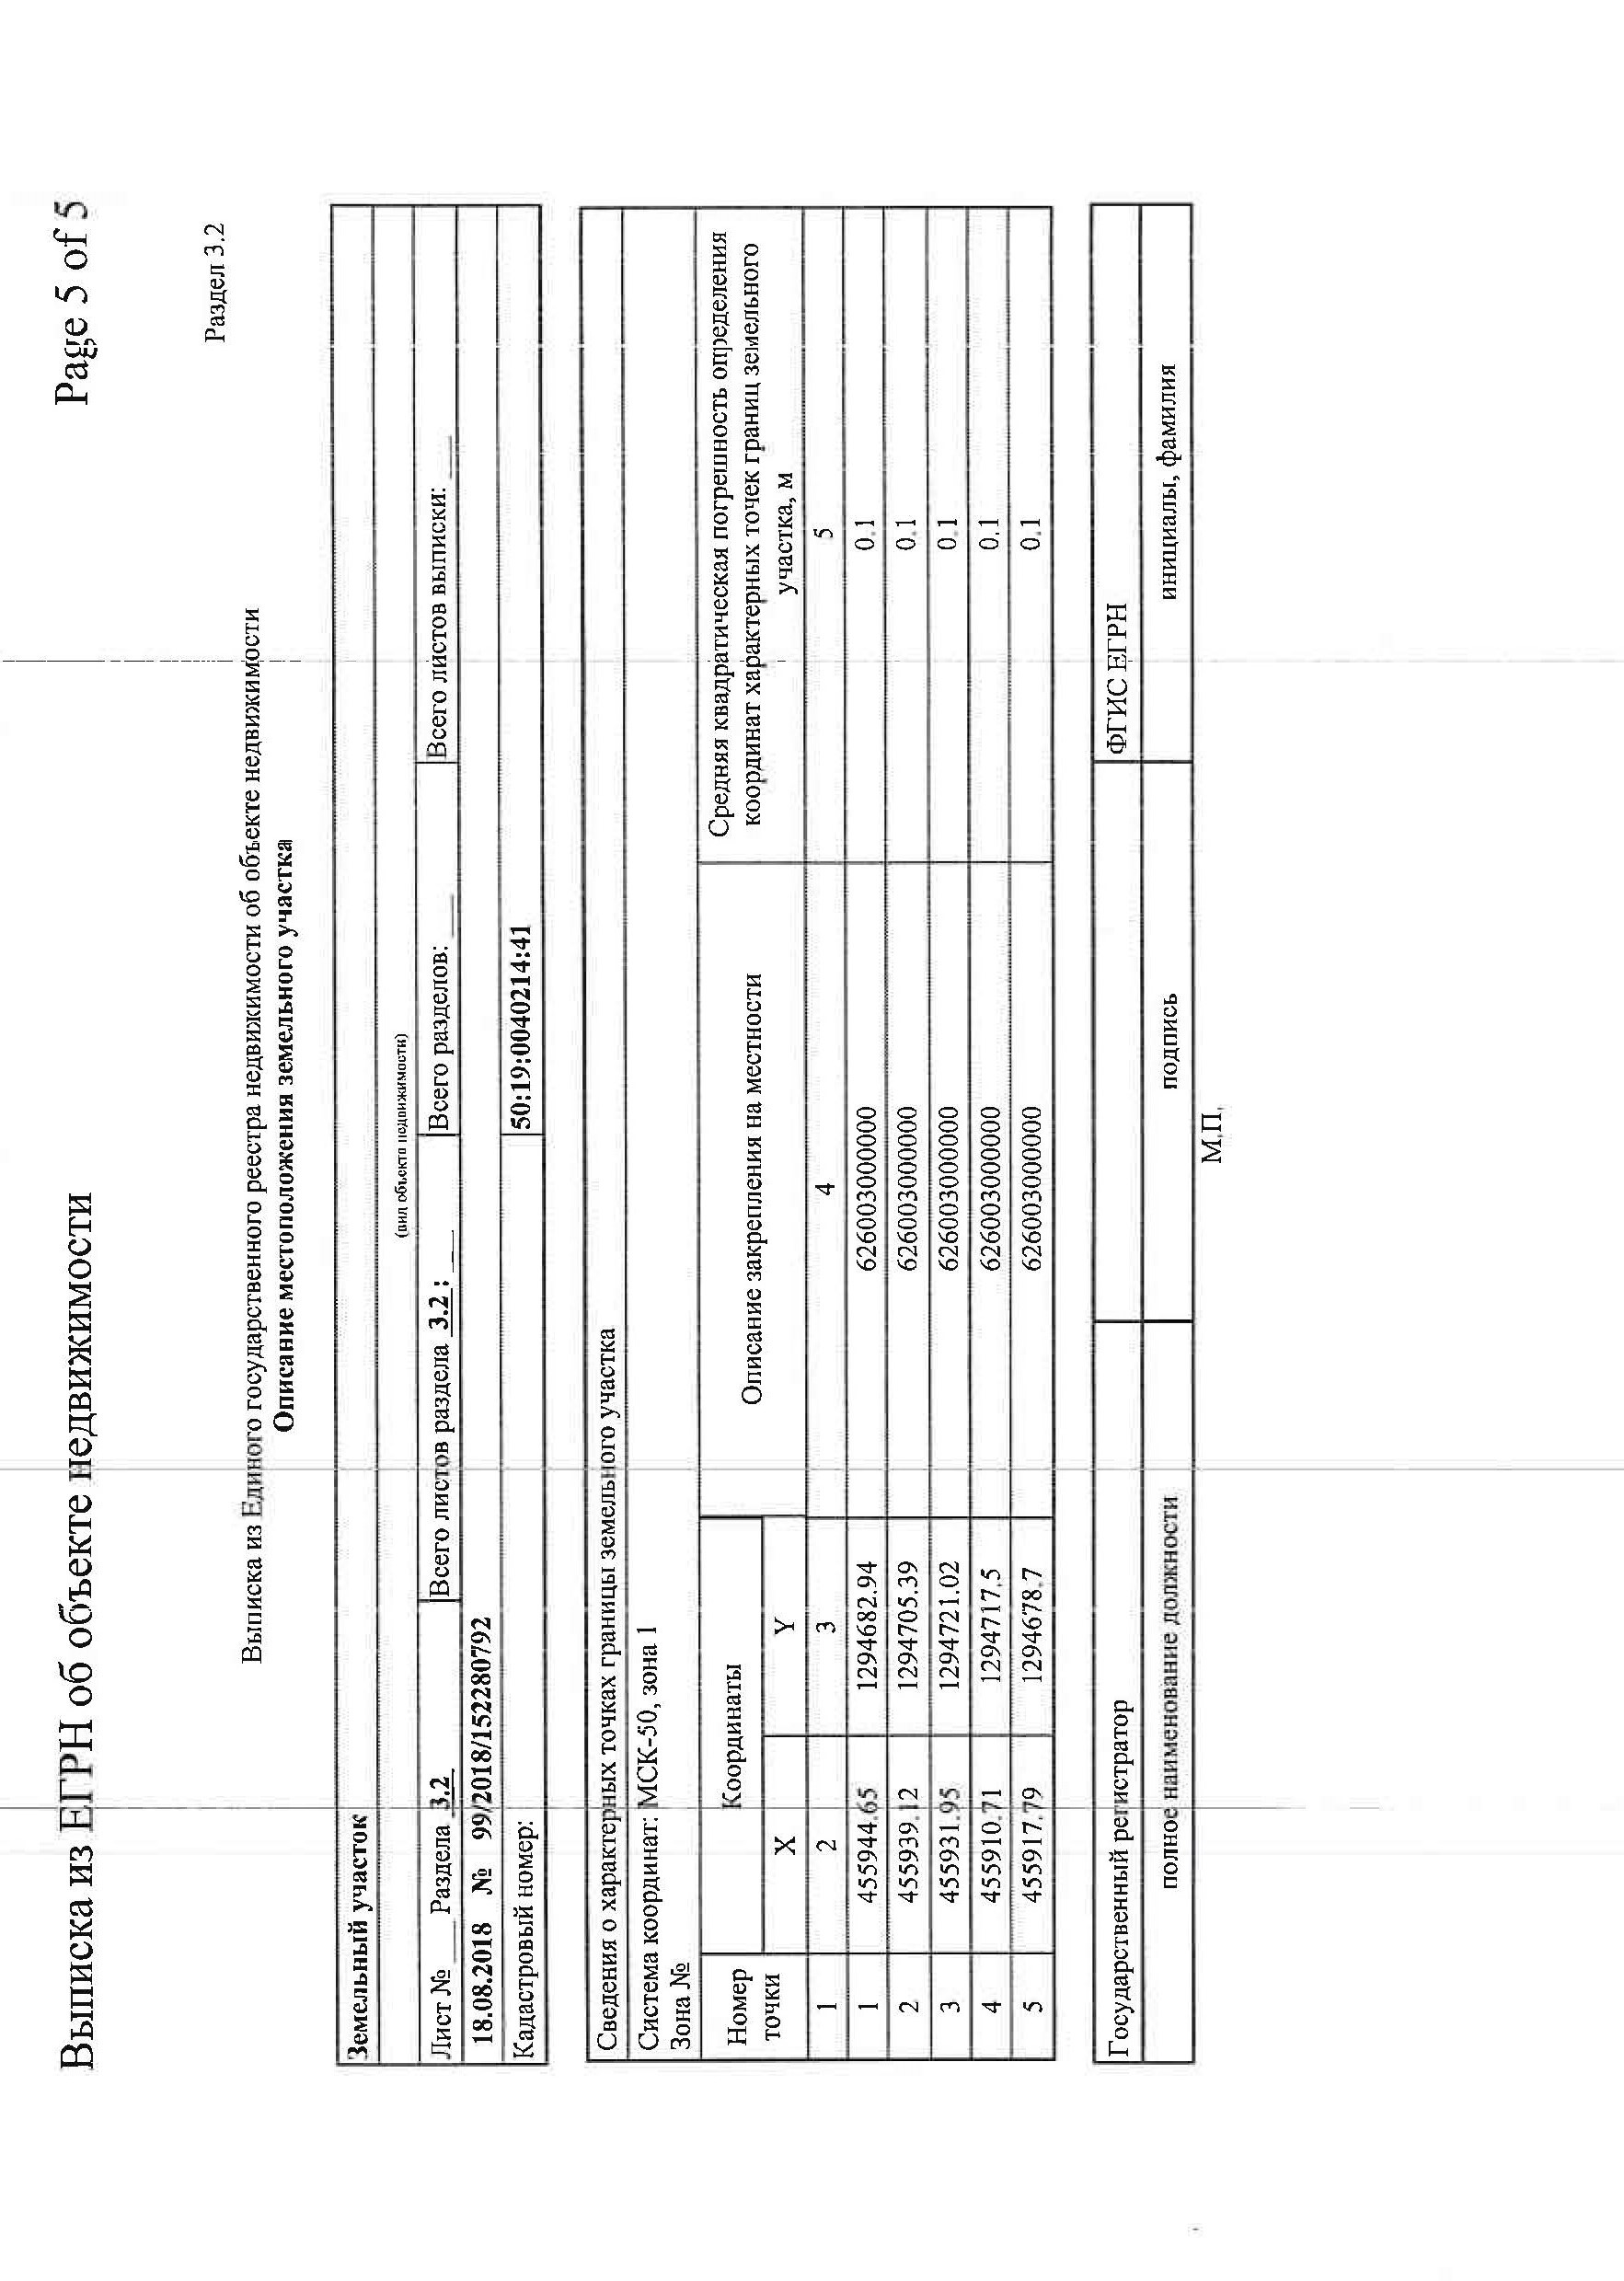 Выписка из ЕГРН об объекте недвижимости Page 5 of 5
Раздел 3.2
Выписка из Единого государственного реестра недвижимости об объекте недвижимости
Описание местоположения земельного участка
Земельный участок
(вид объекта недвижимости)
Лист № ___ Раздела 3.2 Всего листов раздела 3.2 : ___ Всего разделов: ___ Всего листов выписки: ___
18.08.2018 № 99/2018/152280792
Кадастровый номер: 50:19:0040214:41
Сведения о характерных точках границы земельного участка
Система координат: МСК-50, зона 1
Зона №
Номер точки Координаты Описание закрепления на местности Средняя квадратическая погрешность определения
координат характерных точек границ земельного
участка, м
X Y
1 2 3 4 5
1 455944.65 1294682.94 626003000000 0.1
2 455939.12 1294705.39 626003000000 0.1
3 455931.95 1294721.02 626003000000 0.1
4 455910.71 1294717.5 626003000000 0.1
5 455917.79 1294678.7 626003000000 0.1
Государственный регистратор ФГИС ЕГРН
полное наименование должности подпись инициалы, фамилия
М.П.